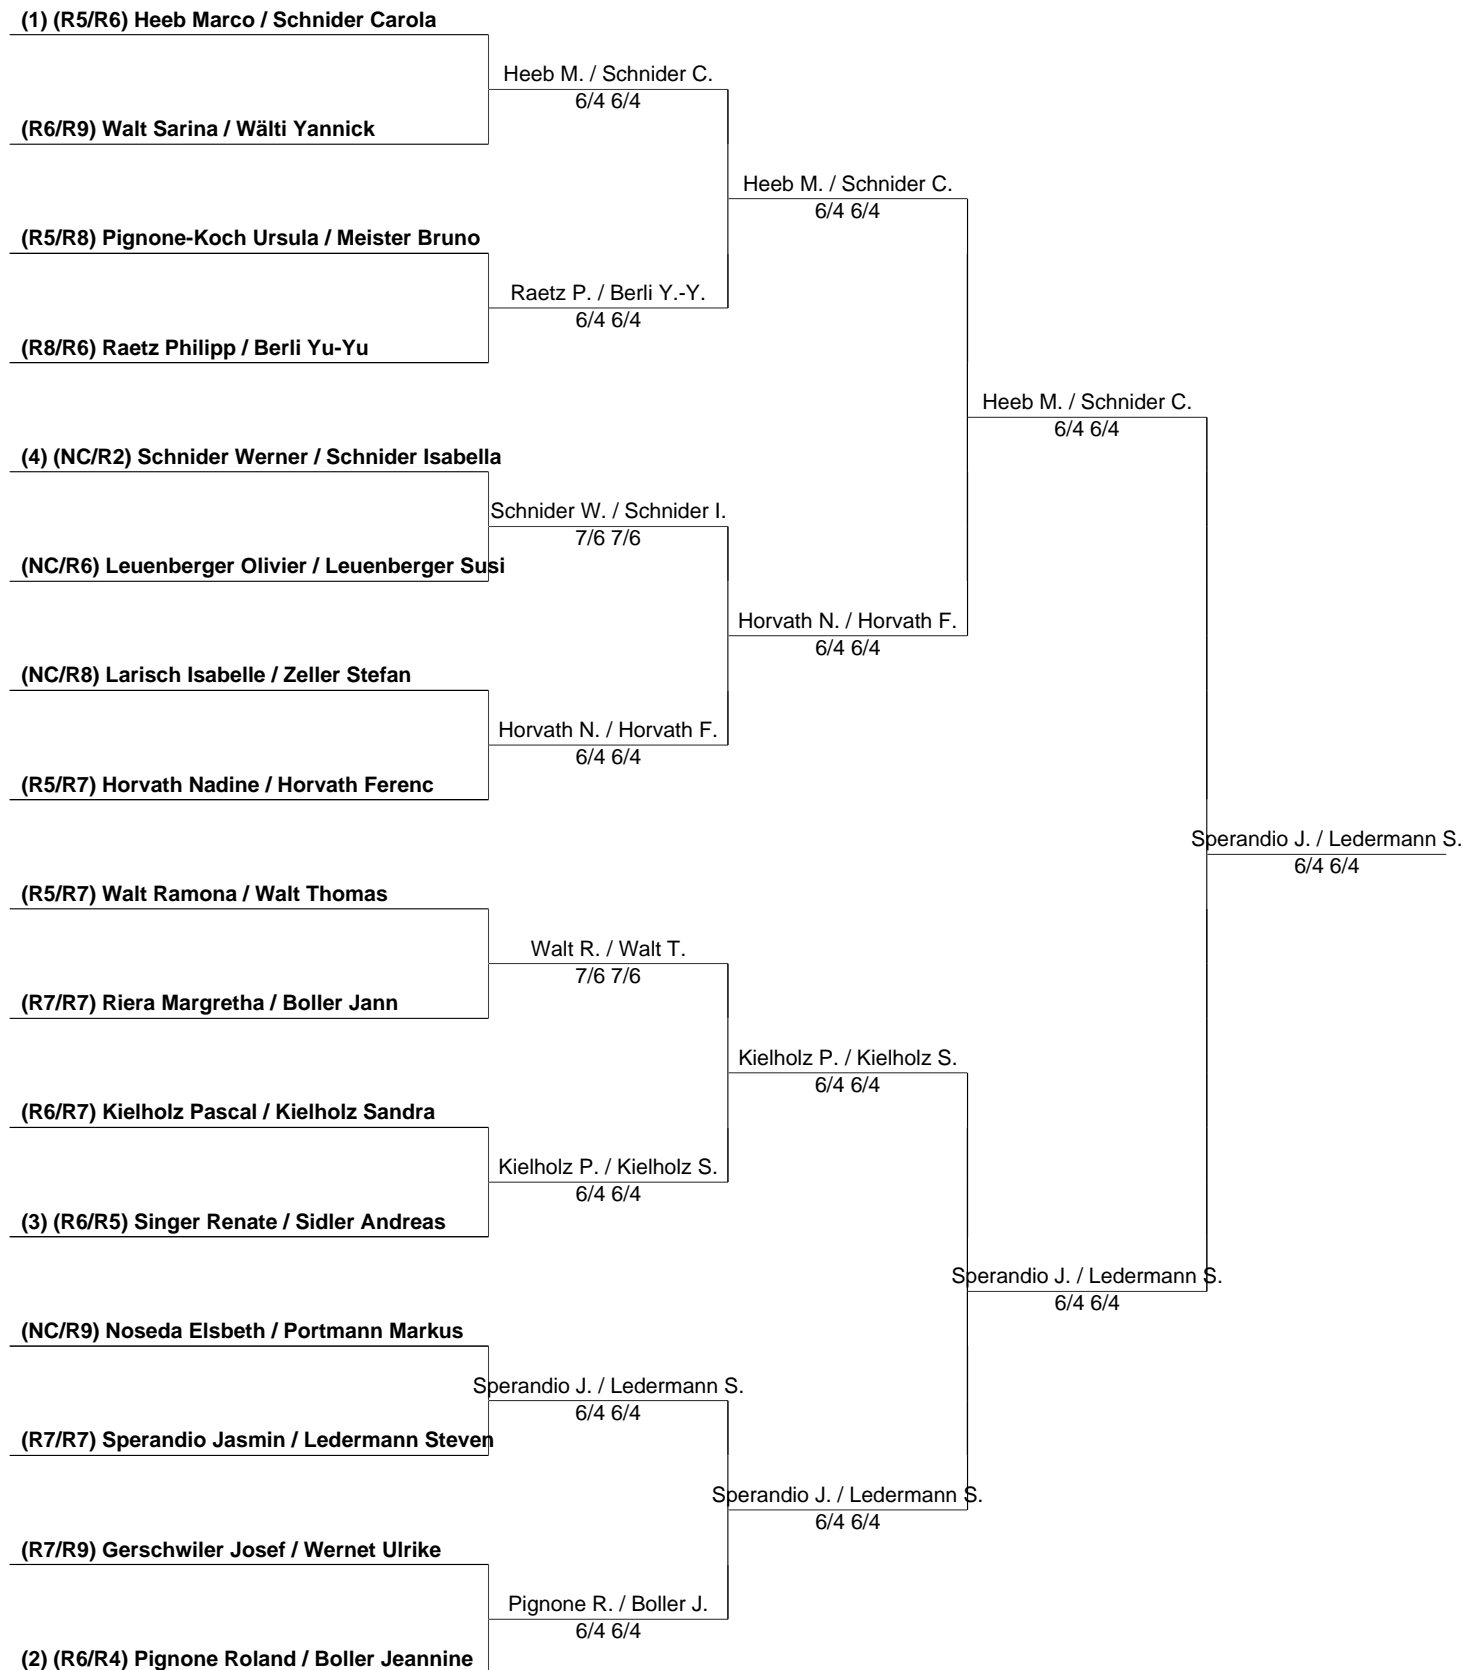 (1) (R5/R6) Heeb Marco / Schnider Carola
Heeb M. / Schnider C.
6/4 6/4
(R6/R9) Walt Sarina / Wälti Yannick
Heeb M. / Schnider C.
6/4 6/4
(R5/R8) Pignone-Koch Ursula / Meister Bruno
Raetz P. / Berli Y.-Y.
6/4 6/4
(R8/R6) Raetz Philipp / Berli Yu-Yu
Heeb M. / Schnider C.
6/4 6/4
(4) (NC/R2) Schnider Werner / Schnider Isabella
Schnider W. / Schnider I.
7/6 7/6
(NC/R6) Leuenberger Olivier / Leuenberger Susi
Horvath N. / Horvath F.
6/4 6/4
(NC/R8) Larisch Isabelle / Zeller Stefan
Horvath N. / Horvath F.
6/4 6/4
(R5/R7) Horvath Nadine / Horvath Ferenc
Sperandio J. / Ledermann S.
6/4 6/4
(R5/R7) Walt Ramona / Walt Thomas
Walt R. / Walt T.
7/6 7/6
(R7/R7) Riera Margretha / Boller Jann
Kielholz P. / Kielholz S.
6/4 6/4
(R6/R7) Kielholz Pascal / Kielholz Sandra
Kielholz P. / Kielholz S.
6/4 6/4
(3) (R6/R5) Singer Renate / Sidler Andreas
Sperandio J. / Ledermann S.
6/4 6/4
(NC/R9) Noseda Elsbeth / Portmann Markus
Sperandio J. / Ledermann S.
6/4 6/4
(R7/R7) Sperandio Jasmin / Ledermann Steven
Sperandio J. / Ledermann S.
6/4 6/4
(R7/R9) Gerschwiler Josef / Wernet Ulrike
Pignone R. / Boller J.
6/4 6/4
(2) (R6/R4) Pignone Roland / Boller Jeannine